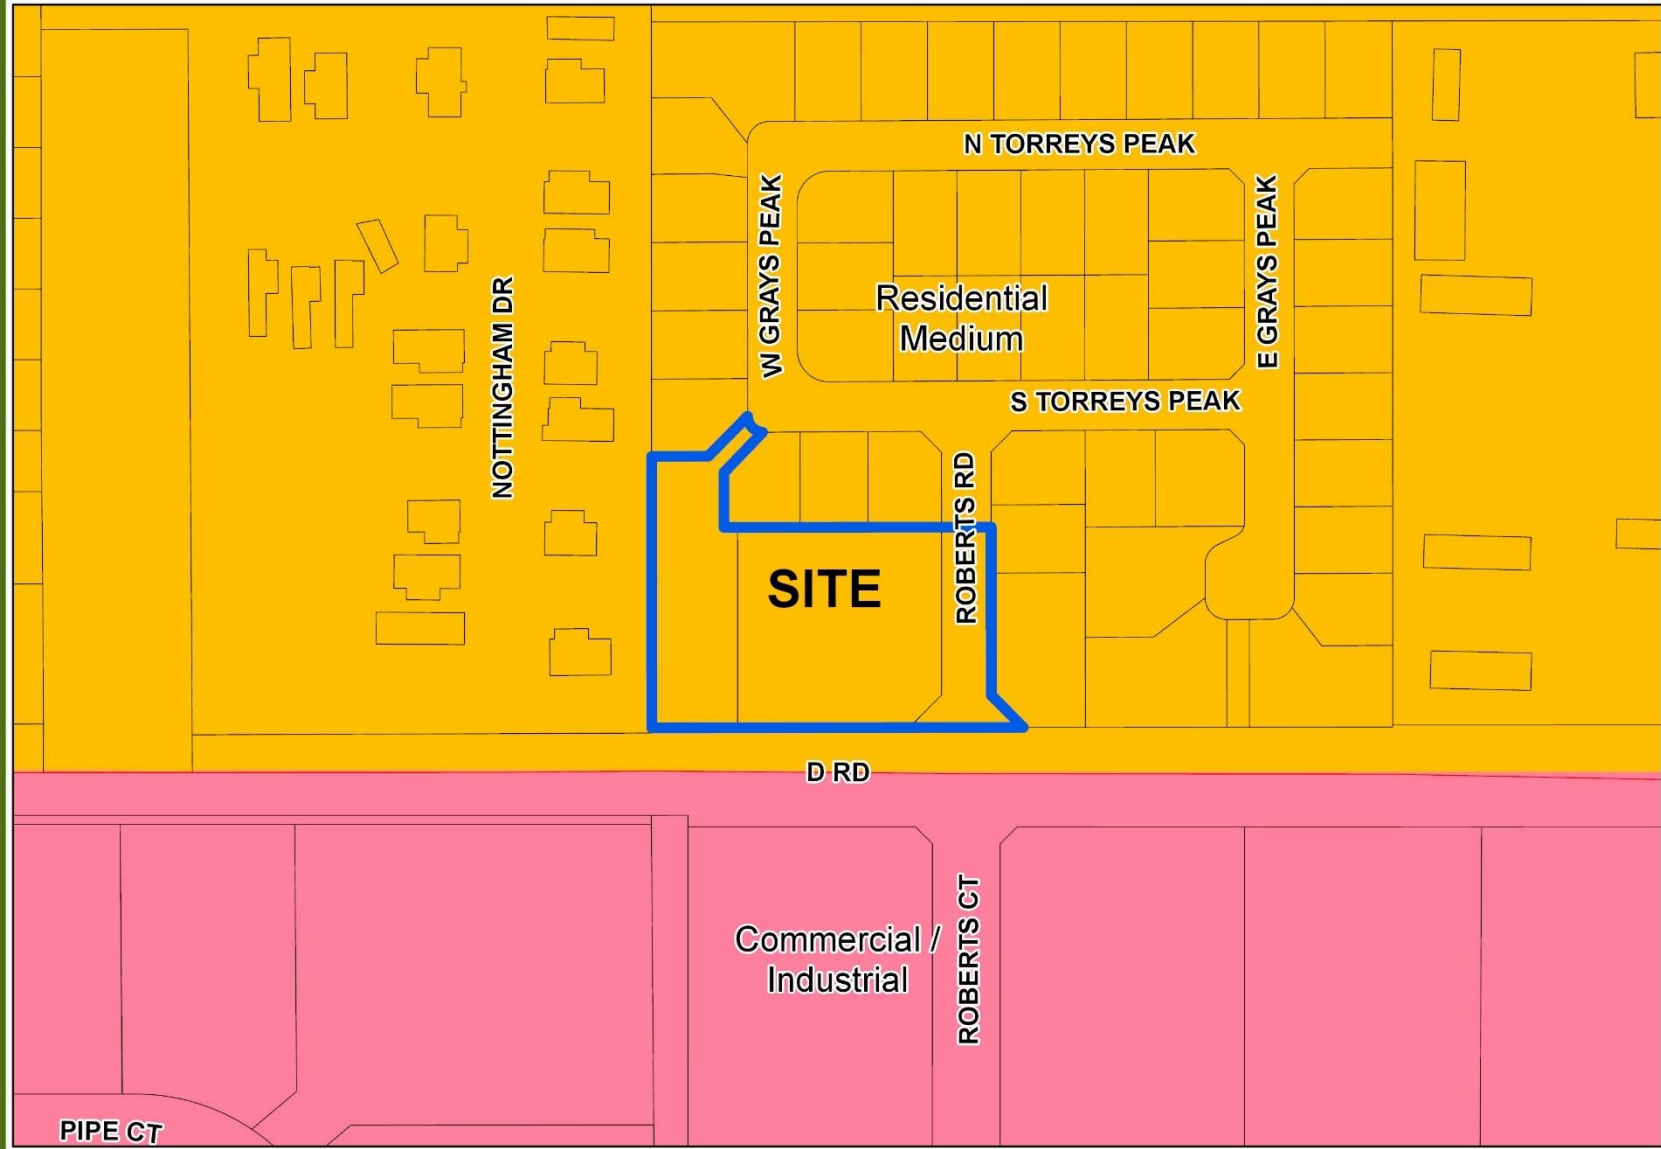 N TORREYS PEAK
W GRAYS PEAK
E GRAYS PEAK
Residential
Medium
NOTTINGHAM DR
S TORREYS PEAK
ROBERTS RD
SITE
D RD
Commercial /
Industrial
ROBERTS CT
PIPE CT